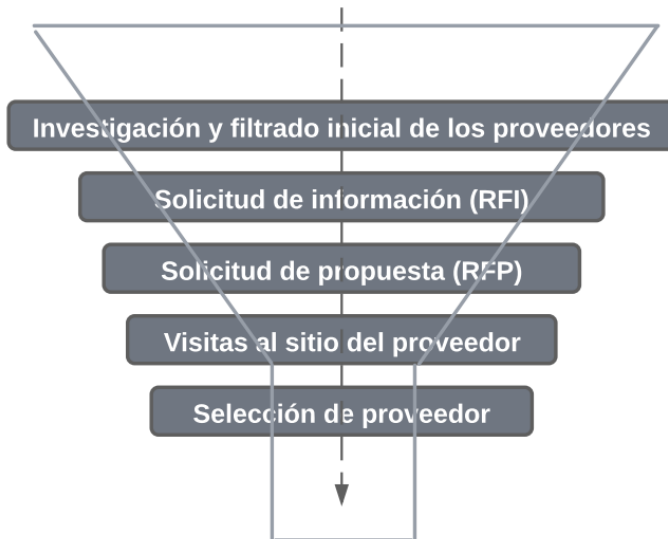 Investigación y filtrado inicial de los proveedores
Solicitud de información (RFI)
Solicitud de propuesta (RFP)
Visitas al sitio del proveedor
Selección de proveedor